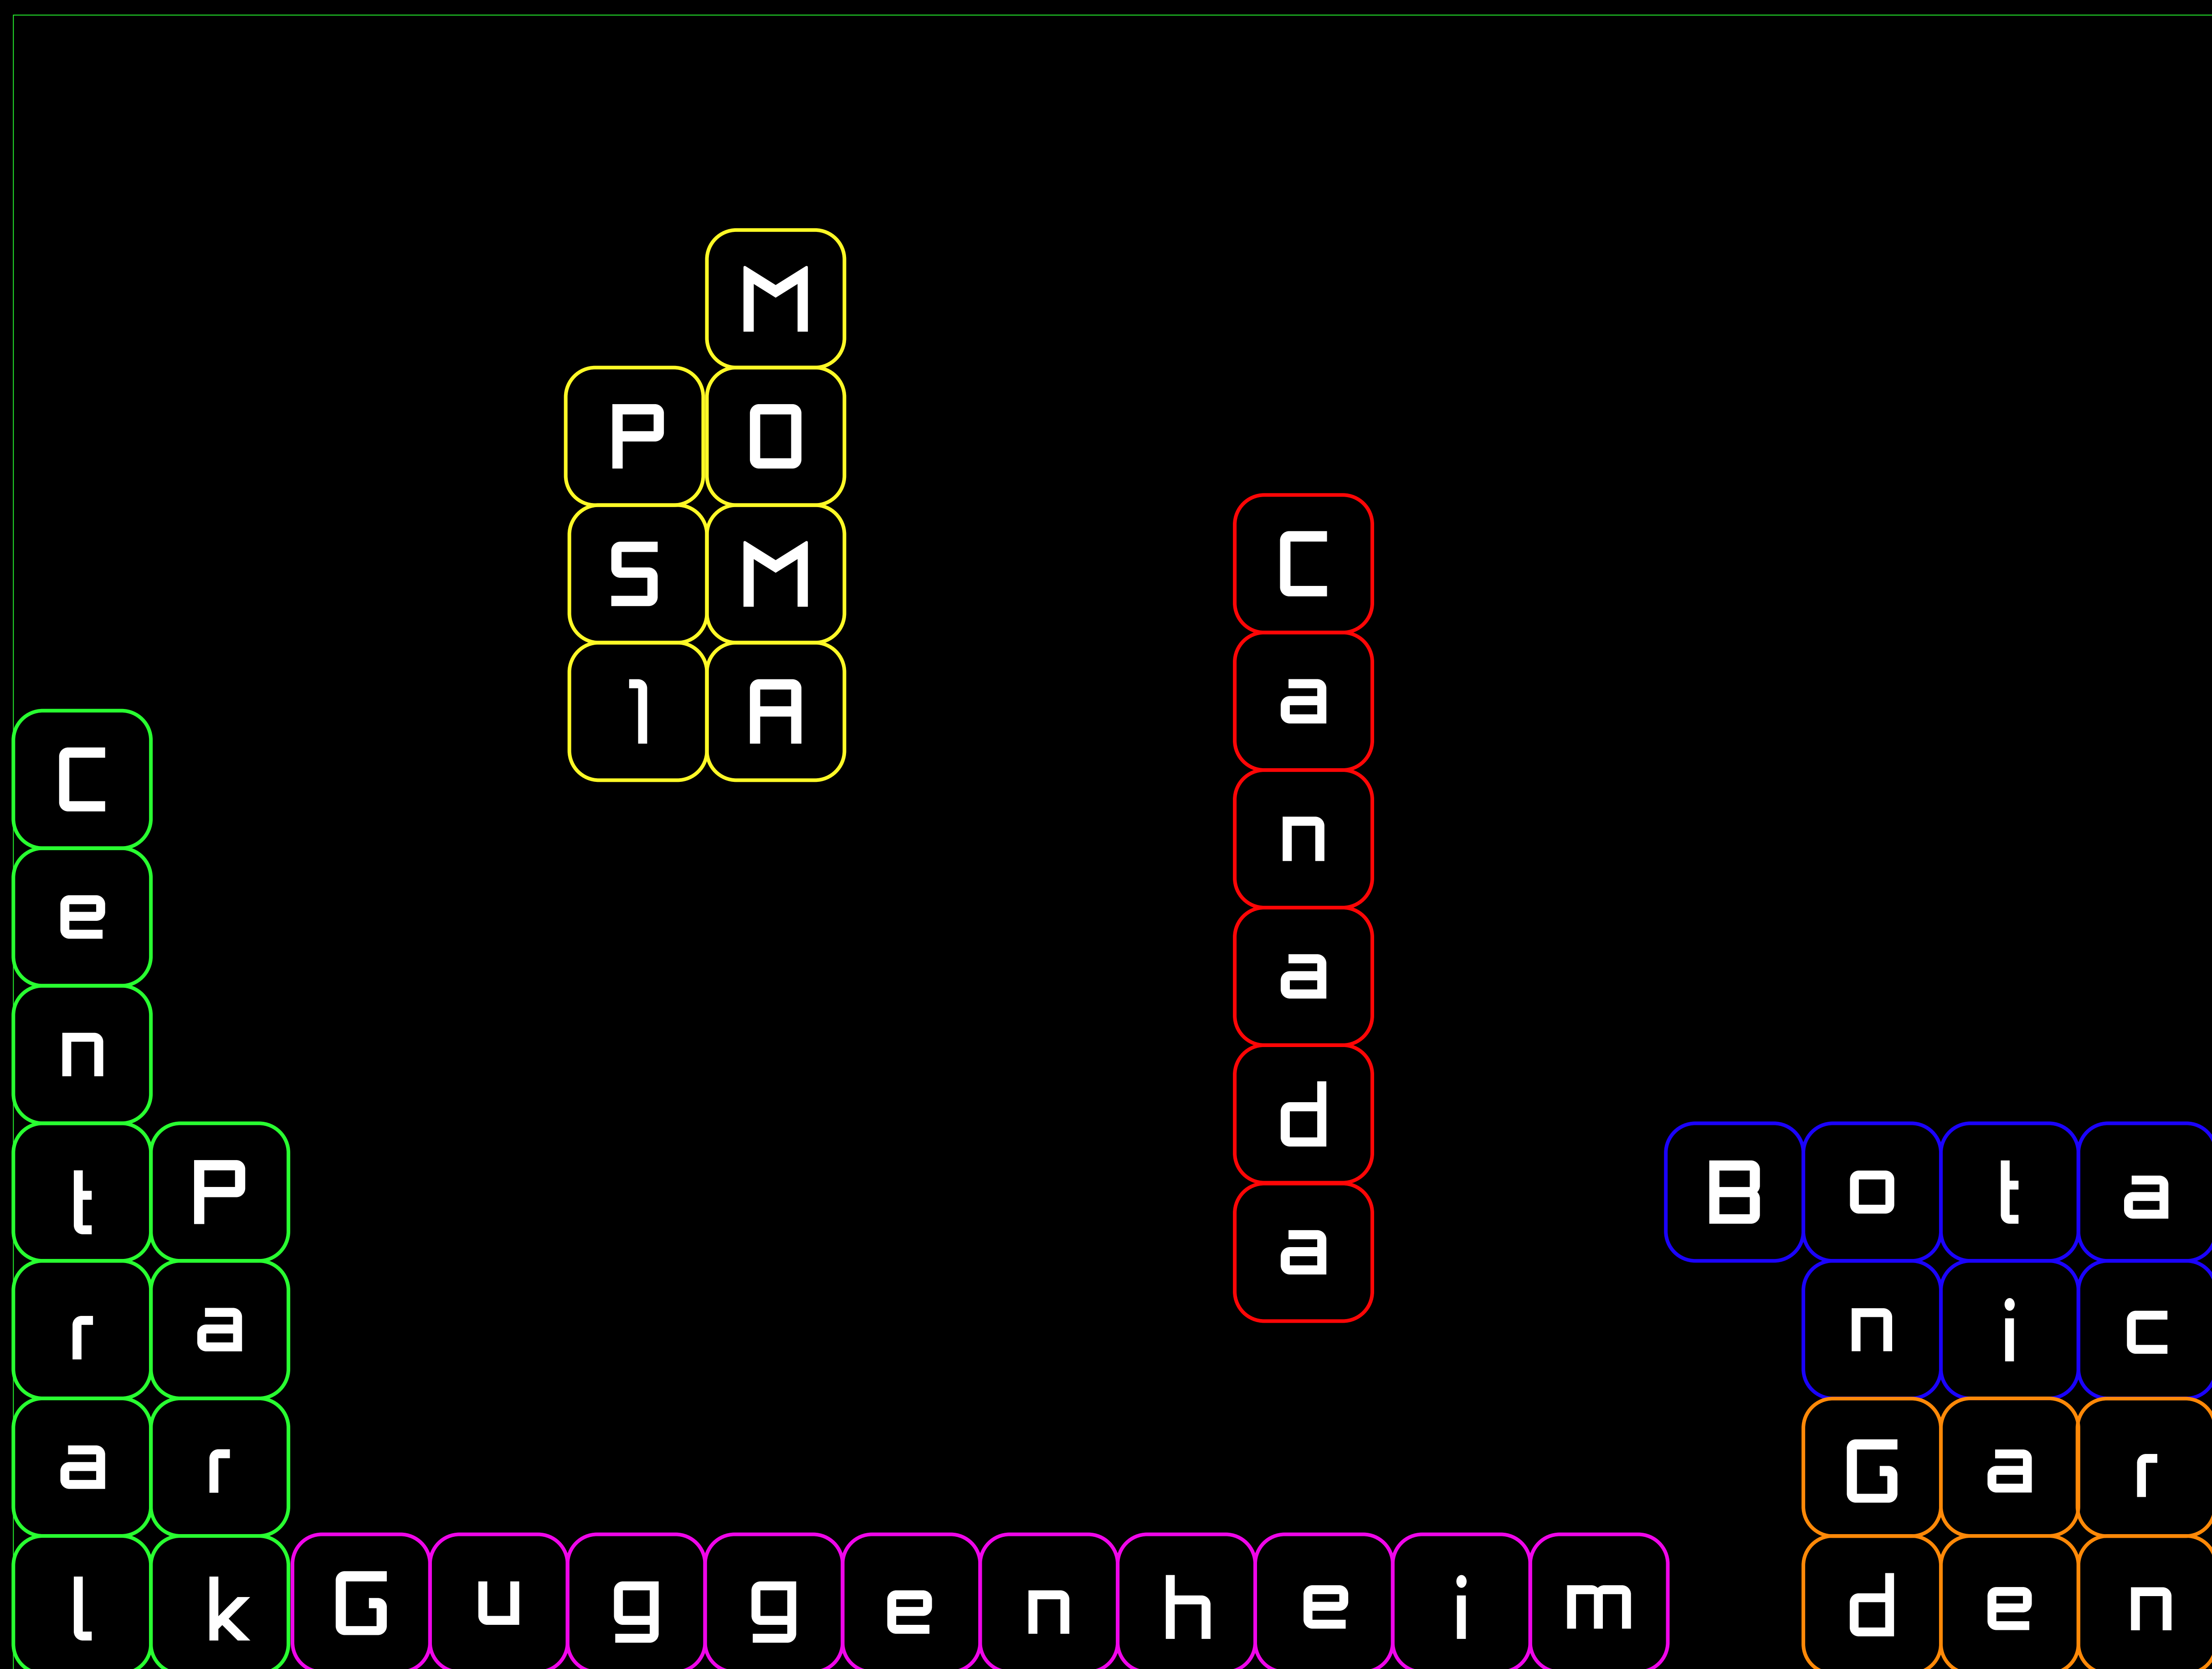 MOMA
PS1
Canada
Central
Park
Botanic
Garden
Guggenheim